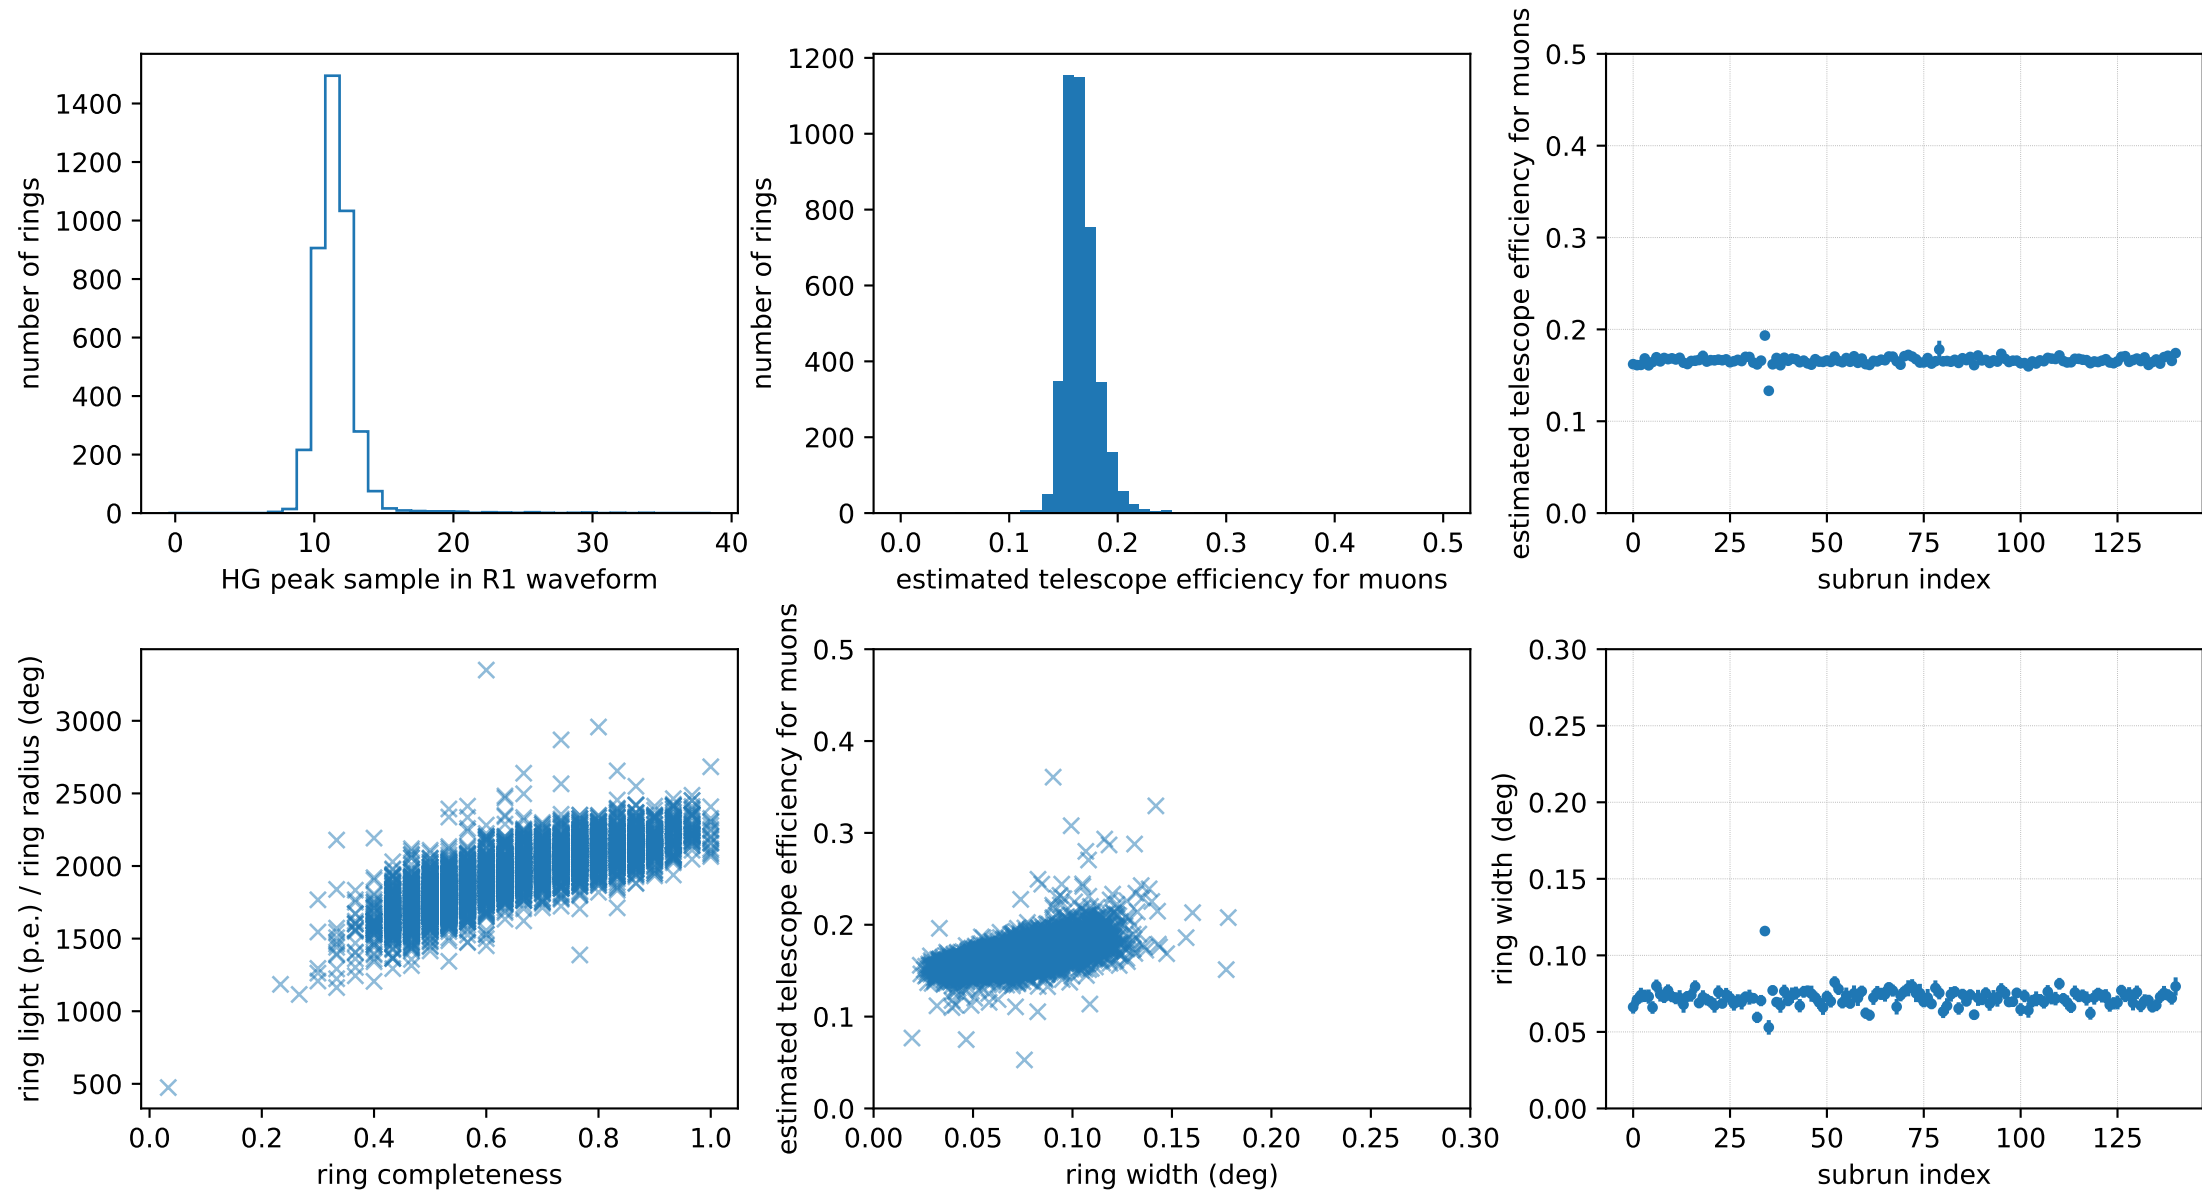 number of rings
1400
1200
1000
800
600
400
200
0
0 10 20 30 40
HG peak sample in R1 waveform
number of rings
1200
1000
800
600
400
200
0
0.0 0.1 0.2 0.3 0.4 0.5
estimated telescope efficiency for muons
estimated telescope efficiency for muons
0.5
0.4
0.3
0.2
0.1
0.0
0 25 50 75 100 125
subrun index
ring light (p.e.) / ring radius (deg)
3000
2500
2000
1500
1000
500
0.0 0.2 0.4 0.6 0.8 1.0
ring completeness
estimated telescope efficiency for muons
0.5
0.4
0.3
0.2
0.1
0.0
0.00 0.05 0.10 0.15 0.20 0.25 0.30
ring width (deg)
ring width (deg)
0.30
0.25
0.20
0.15
0.10
0.05
0.00
0 25 50 75 100 125
subrun index